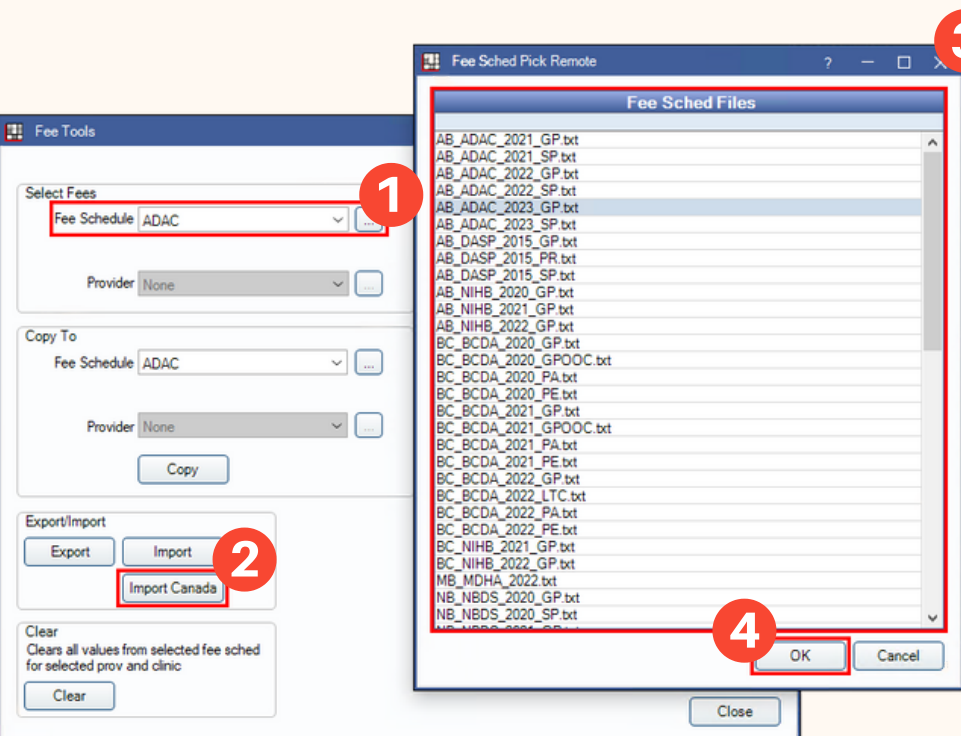 3
Fee Sched Pick Remote
Fee Sched Files
AB_ADAC_2021_GP.txt
AB_ADAC_2021_SP.txt
AB_ADAC_2022_GP.txt
AB_ADAC_2022_SP.txt
AB_ADAC_2023_GP.txt
AB_ADAC_2023_SP.txt
AB_DASP_2015_GP.txt
AB_DASP_2015_PR.txt
AB_DASP_2015_SP.txt
AB_NIHB_2020_GP.txt
AB_NIHB_2021_GP.txt
AB_NIHB_2022_GP.txt
BC_BCDA_2020_GP.txt
BC_BCDA_2020_GPOOC.txt
BC_BCDA_2020_PA.txt
BC_BCDA_2020_PE.txt
BC_BCDA_2021_GP.txt
BC_BCDA_2021_GPOOC.txt
BC_BCDA_2021_PA.txt
BC_BCDA_2021_PE.txt
BC_BCDA_2022_GP.txt
BC_BCDA_2022_LTC.txt
BC_BCDA_2022_PA.txt
BC_BCDA_2022_PE.txt
BC_NIHB_2021_GP.txt
BC_NIHB_2022_GP.txt
MB_MDHA_2022.txt
NB_NBDS_2020_GP.txt
NB_NBDS_2020_SP.txt
4
OK Cancel
Fee Tools
Select Fees
1
Fee Schedule ADAC ...
Provider None ...
Copy To
Fee Schedule ADAC ...
Provider None ...
Copy
Export/Import
Export Import
2
Import Canada
Clear
Clears all values from selected fee sched
for selected prov and clinic
Clear
Close